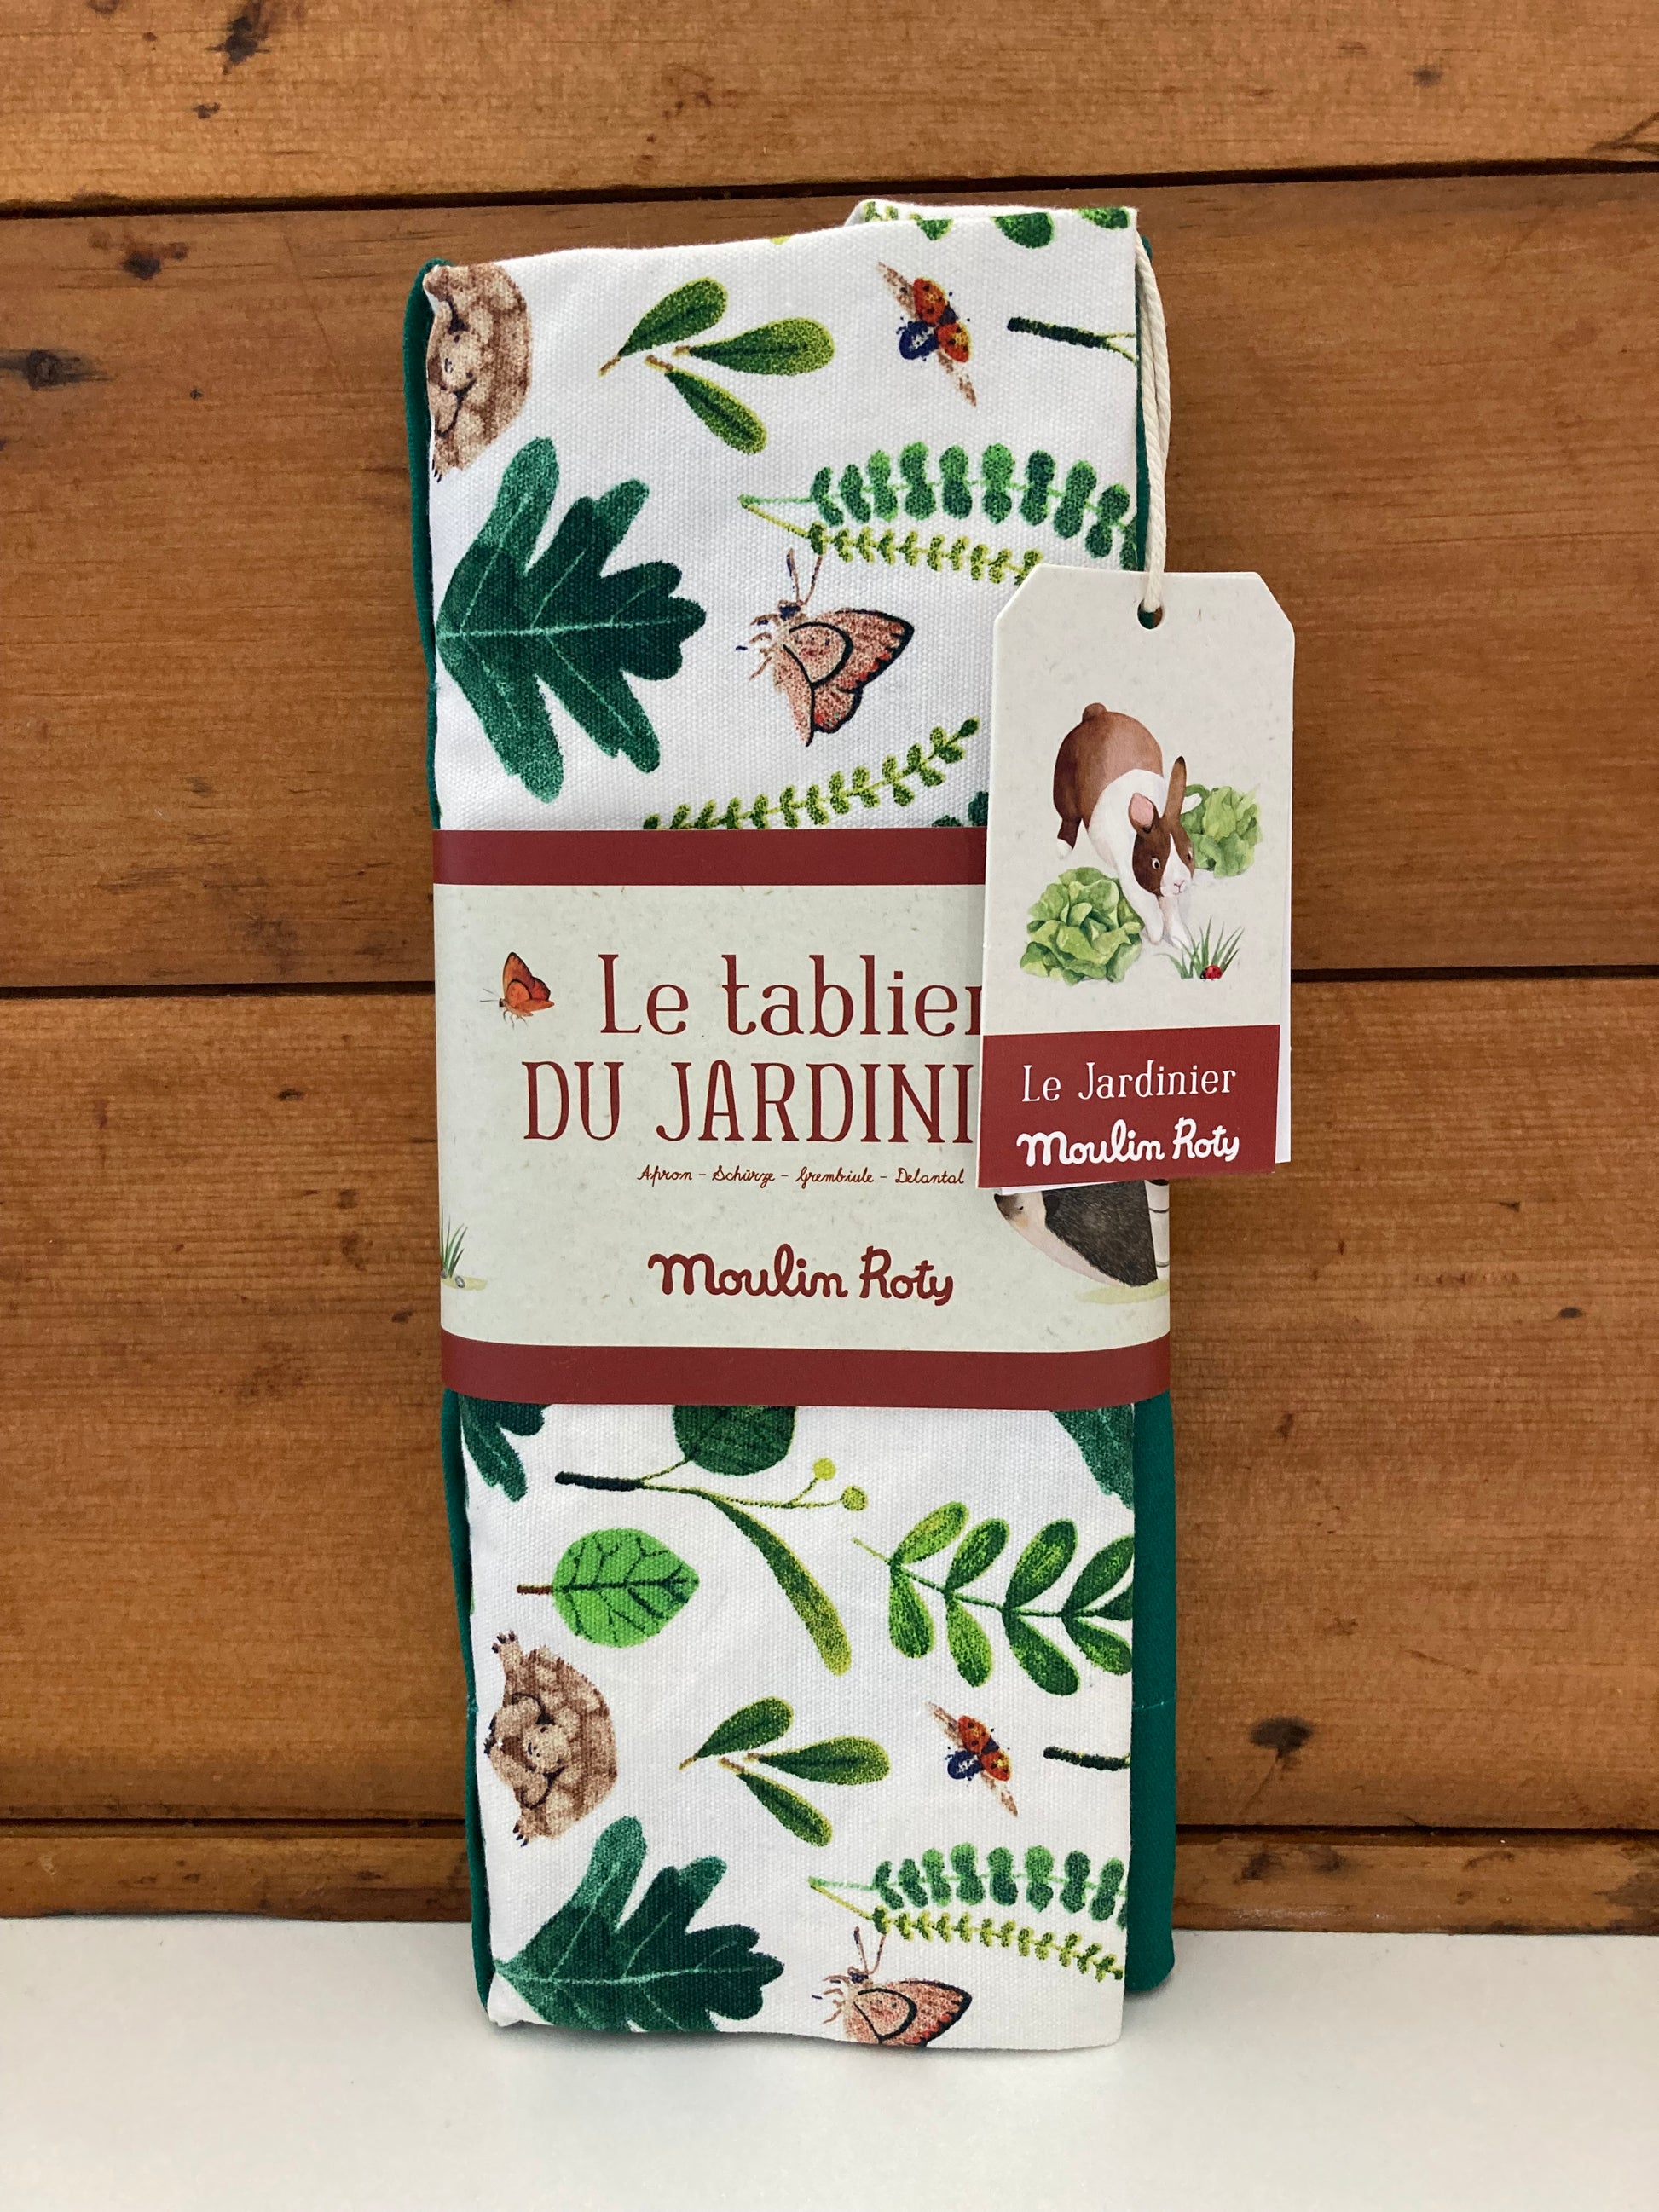 Le tablier
DU JARDINI
Apron - Schürze - Grembiule - Delantal
Moulin Roty
Le Jardinier
Moulin Roty